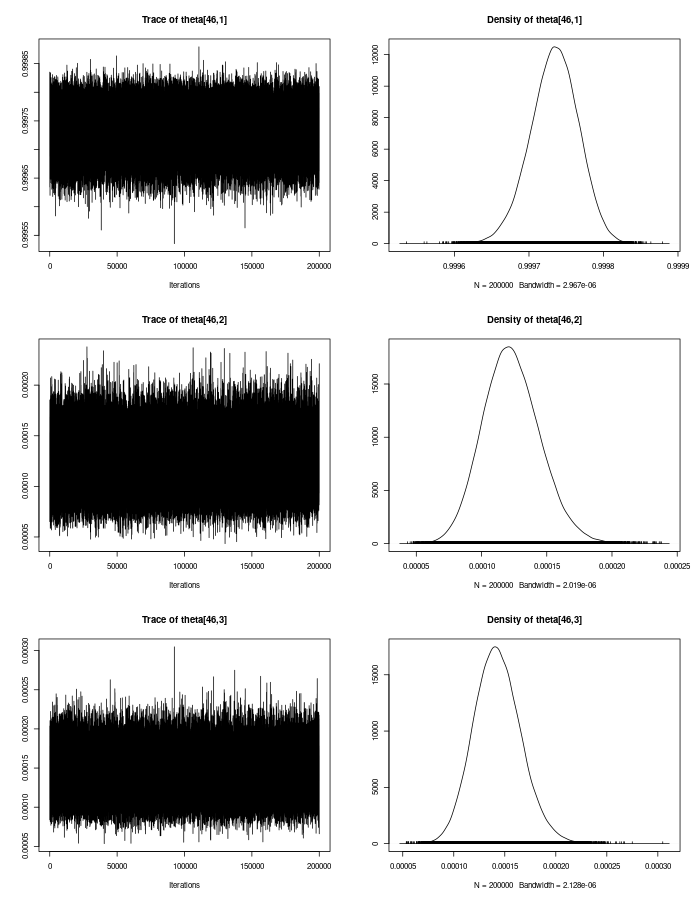 Trace of theta[46,1]
0.99955 0.99965 0.99975 0.99985
0 50000 100000 150000 200000
Iterations
Density of theta[46,1]
0 2000 4000 6000 8000 10000 12000
0.9996 0.9997 0.9998 0.9999
N = 200000 Bandwidth = 2.967e-06
Trace of theta[46,2]
0.00005 0.00010 0.00015 0.00020
0 50000 100000 150000 200000
Iterations
Density of theta[46,2]
0 5000 10000 15000
0.00005 0.00010 0.00015 0.00020 0.00025
N = 200000 Bandwidth = 2.019e-06
Trace of theta[46,3]
0.00005 0.00010 0.00015 0.00020 0.00025 0.00030
0 50000 100000 150000 200000
Iterations
Density of theta[46,3]
0 5000 10000 15000
0.00005 0.00010 0.00015 0.00020 0.00025 0.00030
N = 200000 Bandwidth = 2.128e-06